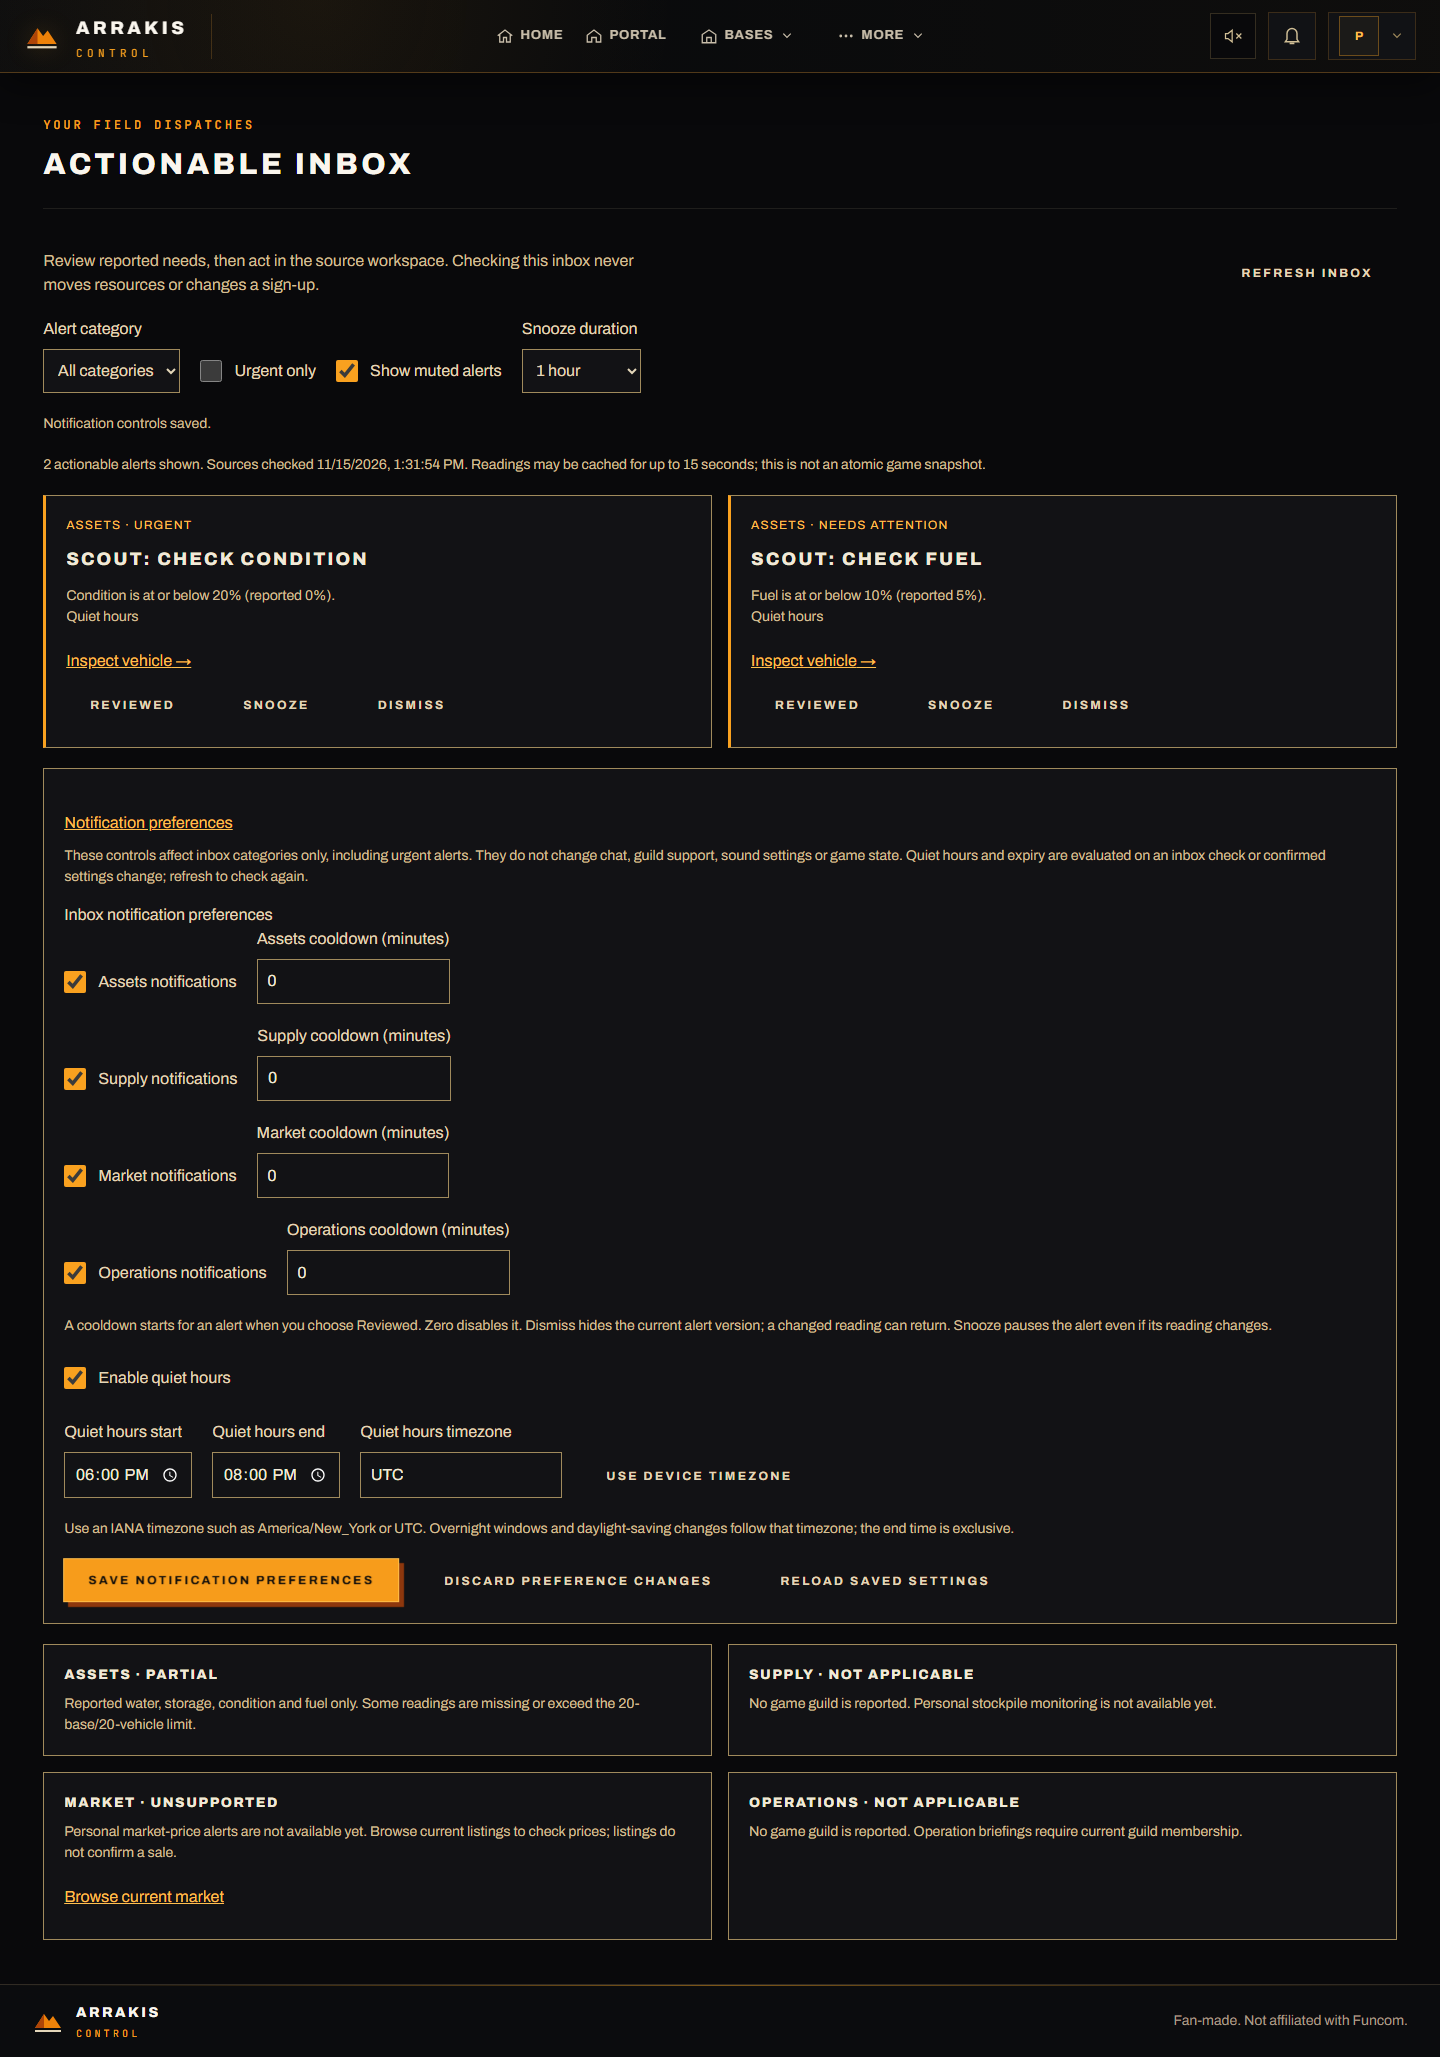 ARRAKIS
CONTROL
HOME
PORTAL
BASES
MORE
P
YOUR FIELD DISPATCHES
ACTIONABLE INBOX
Review reported needs, then act in the source workspace. Checking this inbox never
moves resources or changes a sign-up.
REFRESH INBOX
Alert category
Snooze duration
All categories
Urgent only
Show muted alerts
1 hour
Notification controls saved.
2 actionable alerts shown. Sources checked 11/15/2026, 1:31:54 PM. Readings may be cached for up to 15 seconds; this is not an atomic game snapshot.
ASSETS · URGENT
SCOUT: CHECK CONDITION
Condition is at or below 20% (reported 0%).
Quiet hours
Inspect vehicle →
REVIEWED
SNOOZE
DISMISS
ASSETS · NEEDS ATTENTION
SCOUT: CHECK FUEL
Fuel is at or below 10% (reported 5%).
Quiet hours
Inspect vehicle →
REVIEWED
SNOOZE
DISMISS
Notification preferences
These controls affect inbox categories only, including urgent alerts. They do not change chat, guild support, sound settings or game state. Quiet hours and expiry are evaluated on an inbox check or confirmed
settings change; refresh to check again.
Inbox notification preferences
Assets cooldown (minutes)
Assets notifications
0
Supply cooldown (minutes)
Supply notifications
0
Market cooldown (minutes)
Market notifications
0
Operations cooldown (minutes)
Operations notifications
0
A cooldown starts for an alert when you choose Reviewed. Zero disables it. Dismiss hides the current alert version; a changed reading can return. Snooze pauses the alert even if its reading changes.
Enable quiet hours
Quiet hours start
Quiet hours end
Quiet hours timezone
06:00 PM
08:00 PM
UTC
USE DEVICE TIMEZONE
Use an IANA timezone such as America/New_York or UTC. Overnight windows and daylight-saving changes follow that timezone; the end time is exclusive.
SAVE NOTIFICATION PREFERENCES
DISCARD PREFERENCE CHANGES
RELOAD SAVED SETTINGS
ASSETS · PARTIAL
Reported water, storage, condition and fuel only. Some readings are missing or exceed the 20-
base/20-vehicle limit.
SUPPLY · NOT APPLICABLE
No game guild is reported. Personal stockpile monitoring is not available yet.
MARKET · UNSUPPORTED
Personal market-price alerts are not available yet. Browse current listings to check prices; listings do
not confirm a sale.
Browse current market
OPERATIONS · NOT APPLICABLE
No game guild is reported. Operation briefings require current guild membership.
ARRAKIS
CONTROL
Fan-made. Not affiliated with Funcom.